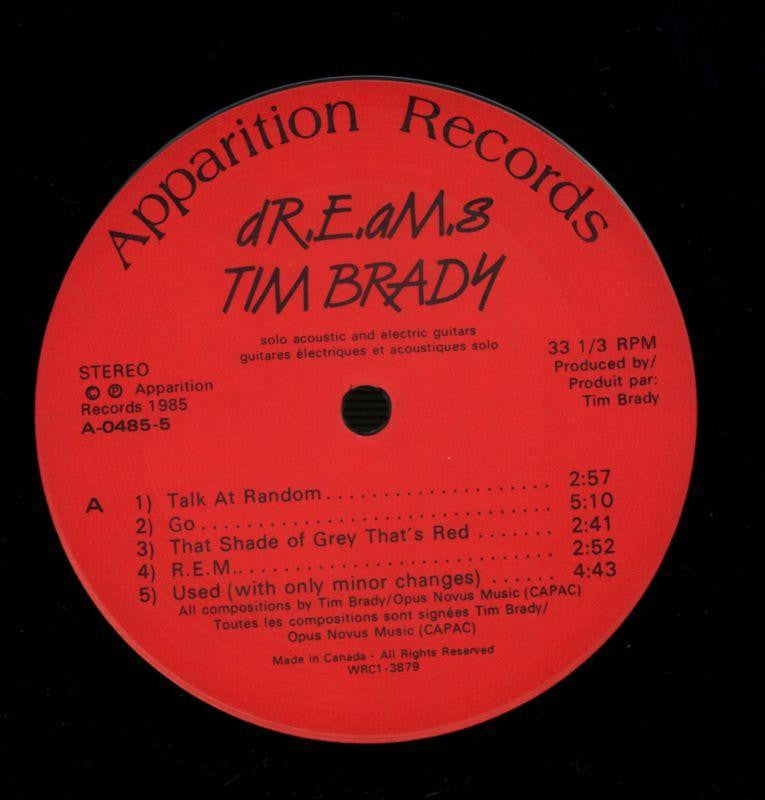 Apparition Records
dR.E.aM.s
TIM BRADY
solo acoustic and electric guitars
guitares électriques et acoustiques solo
STEREO
© ℗ Apparition
Records 1985
A-0485-5
33 1/3 RPM
Produced by/
Produit par:
Tim Brady
A
1) Talk At Random.................... 2:57
2) Go................................ 5:10
3) That Shade of Grey That's Red ....... 2:41
4) R.E.M............................. 2:52
5) Used (with only minor changes) ...... 4:43
All compositions by Tim Brady/Opus Novus Music (CAPAC)
Toutes les compositions sont signées Tim Brady/
Opus Novus Music (CAPAC)
Made in Canada - All Rights Reserved
WRC1-3879